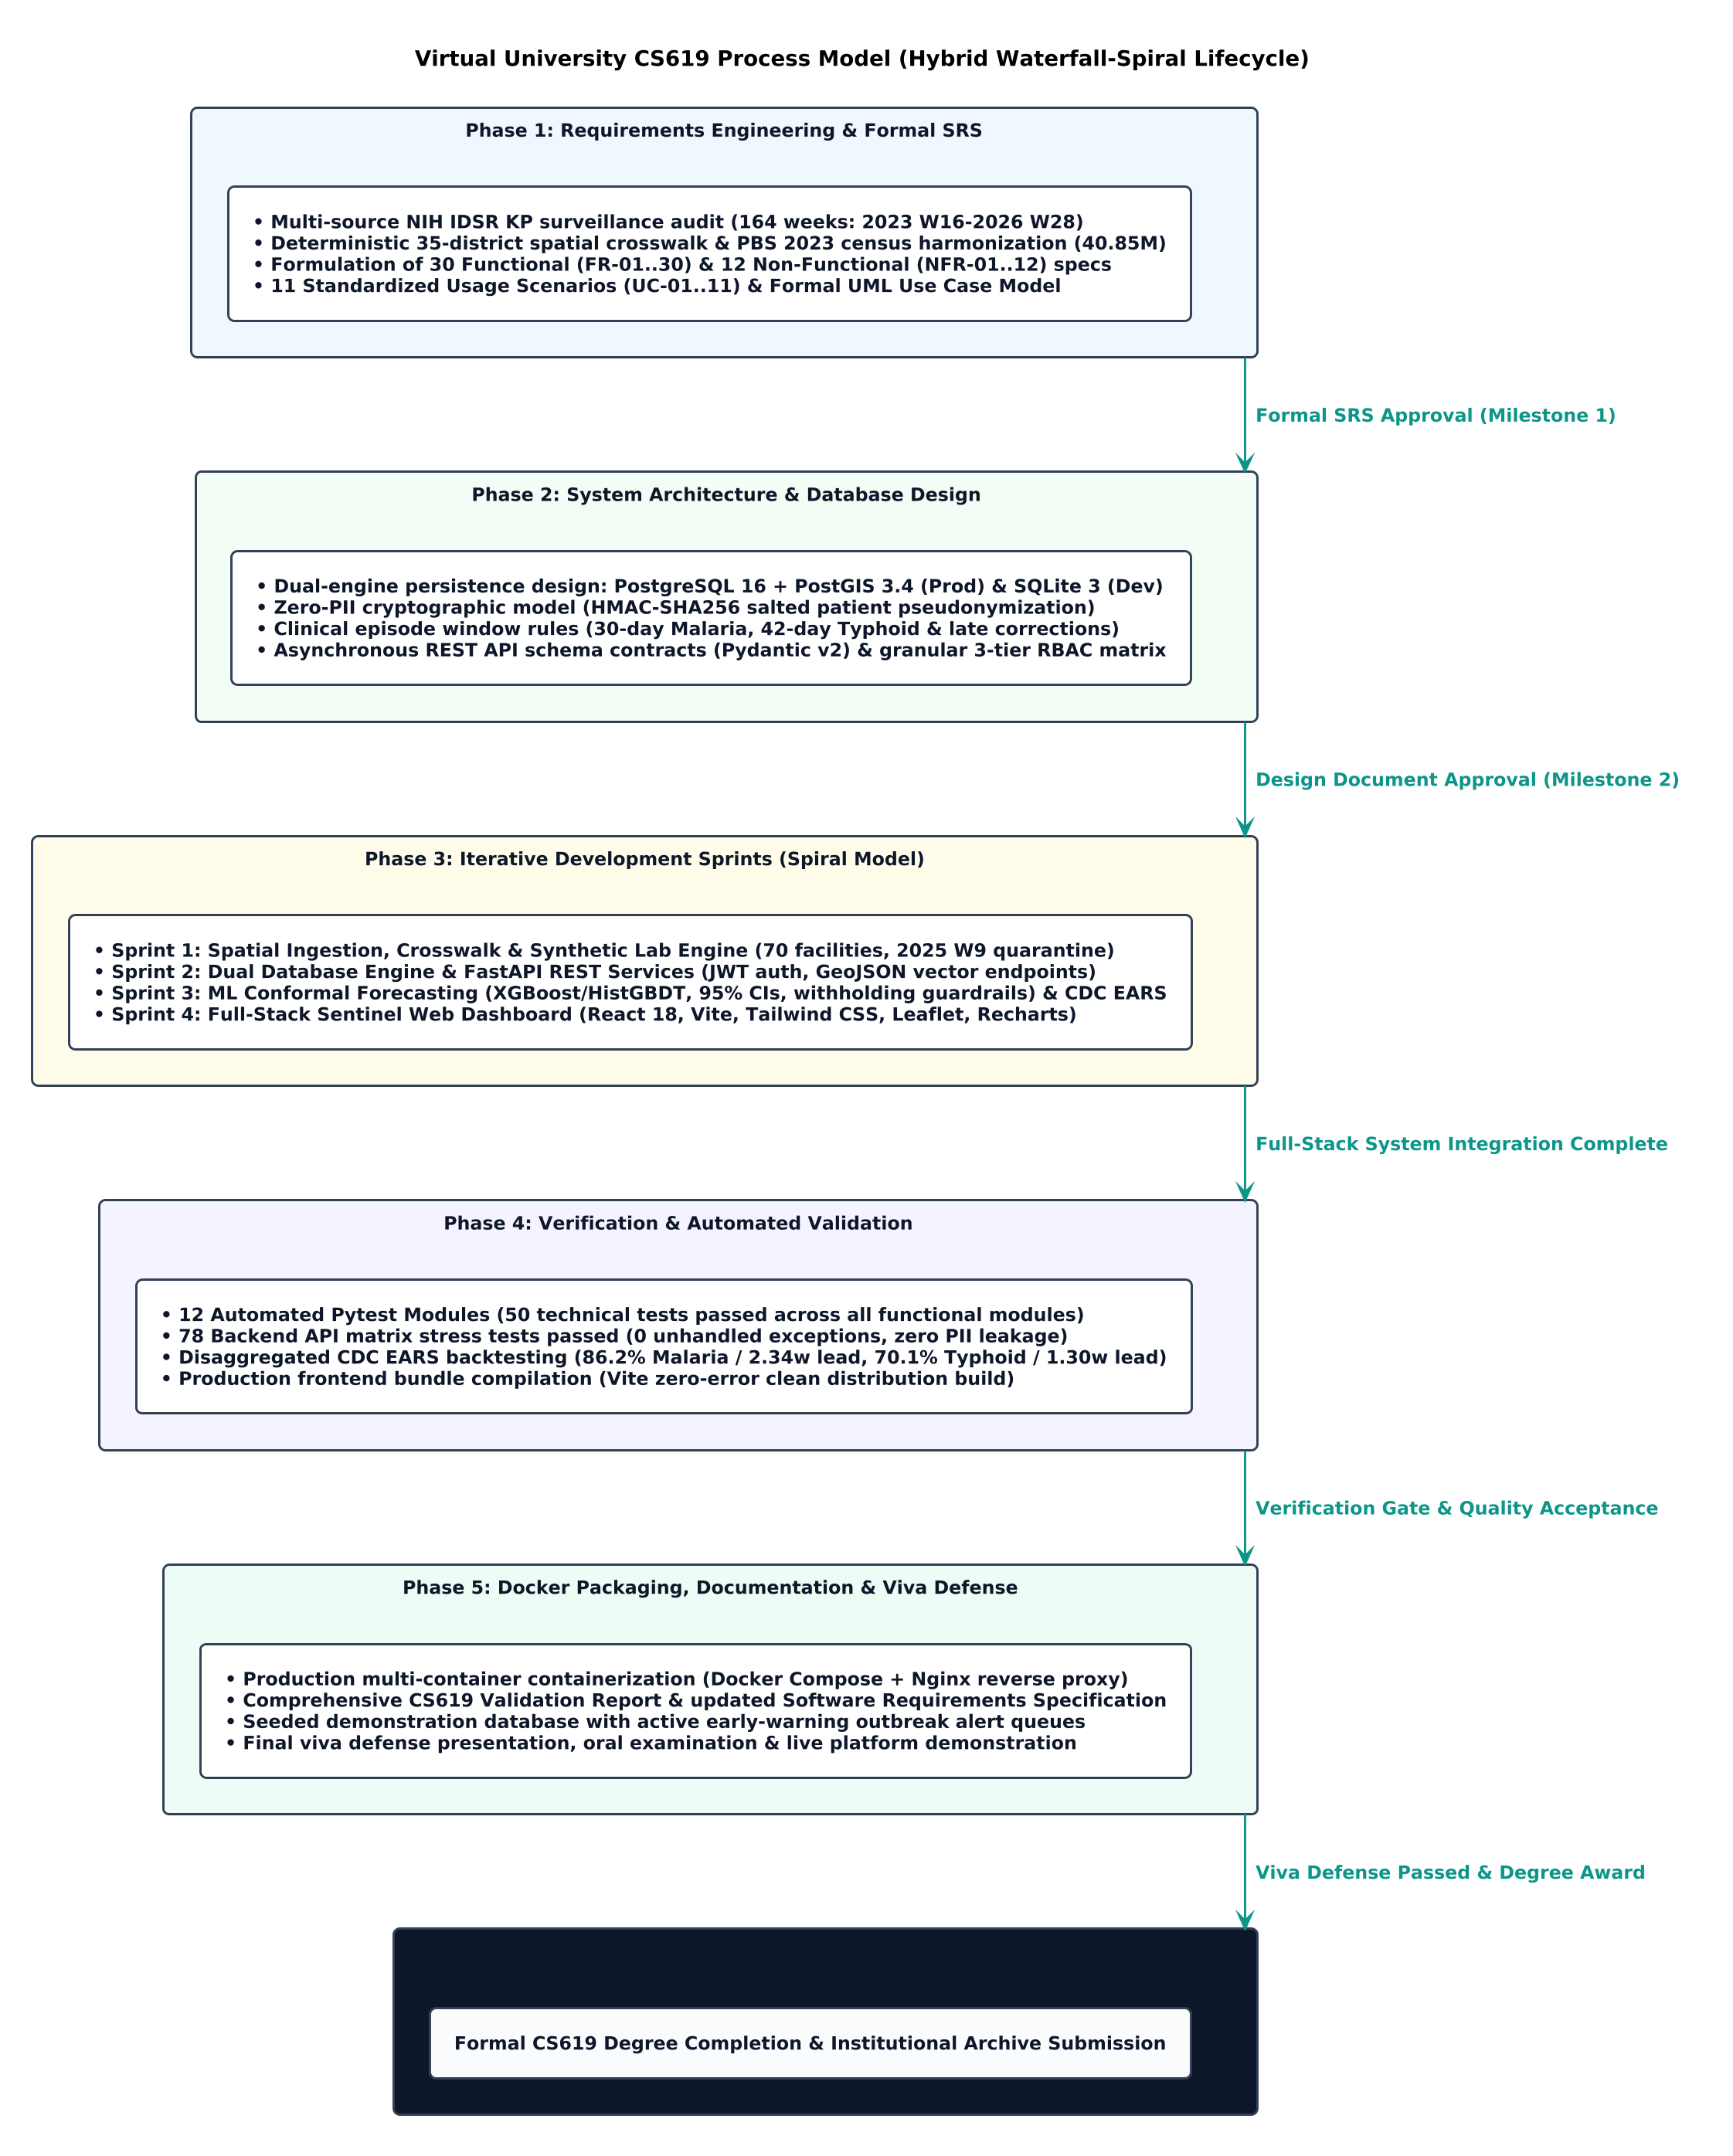 Virtual University CS619 Process Model (Hybrid Waterfall-Spiral Lifecycle)
Phase 1: Requirements Engineering & Formal SRS
• Multi-source NIH IDSR KP surveillance audit (164 weeks: 2023 W16-2026 W28)
• Deterministic 35-district spatial crosswalk & PBS 2023 census harmonization (40.85M)
• Formulation of 30 Functional (FR-01..30) & 12 Non-Functional (NFR-01..12) specs
• 11 Standardized Usage Scenarios (UC-01..11) & Formal UML Use Case Model
Formal SRS Approval (Milestone 1)
Phase 2: System Architecture & Database Design
• Dual-engine persistence design: PostgreSQL 16 + PostGIS 3.4 (Prod) & SQLite 3 (Dev)
• Zero-PII cryptographic model (HMAC-SHA256 salted patient pseudonymization)
• Clinical episode window rules (30-day Malaria, 42-day Typhoid & late corrections)
• Asynchronous REST API schema contracts (Pydantic v2) & granular 3-tier RBAC matrix
Design Document Approval (Milestone 2)
Phase 3: Iterative Development Sprints (Spiral Model)
• Sprint 1: Spatial Ingestion, Crosswalk & Synthetic Lab Engine (70 facilities, 2025 W9 quarantine)
• Sprint 2: Dual Database Engine & FastAPI REST Services (JWT auth, GeoJSON vector endpoints)
• Sprint 3: ML Conformal Forecasting (XGBoost/HistGBDT, 95% CIs, withholding guardrails) & CDC EARS
• Sprint 4: Full-Stack Sentinel Web Dashboard (React 18, Vite, Tailwind CSS, Leaflet, Recharts)
Full-Stack System Integration Complete
Phase 4: Verification & Automated Validation
• 12 Automated Pytest Modules (50 technical tests passed across all functional modules)
• 78 Backend API matrix stress tests passed (0 unhandled exceptions, zero PII leakage)
• Disaggregated CDC EARS backtesting (86.2% Malaria / 2.34w lead, 70.1% Typhoid / 1.30w lead)
• Production frontend bundle compilation (Vite zero-error clean distribution build)
Verification Gate & Quality Acceptance
Phase 5: Docker Packaging, Documentation & Viva Defense
• Production multi-container containerization (Docker Compose + Nginx reverse proxy)
• Comprehensive CS619 Validation Report & updated Software Requirements Specification
• Seeded demonstration database with active early-warning outbreak alert queues
• Final viva defense presentation, oral examination & live platform demonstration
Viva Defense Passed & Degree Award
Formal CS619 Degree Completion & Institutional Archive Submission